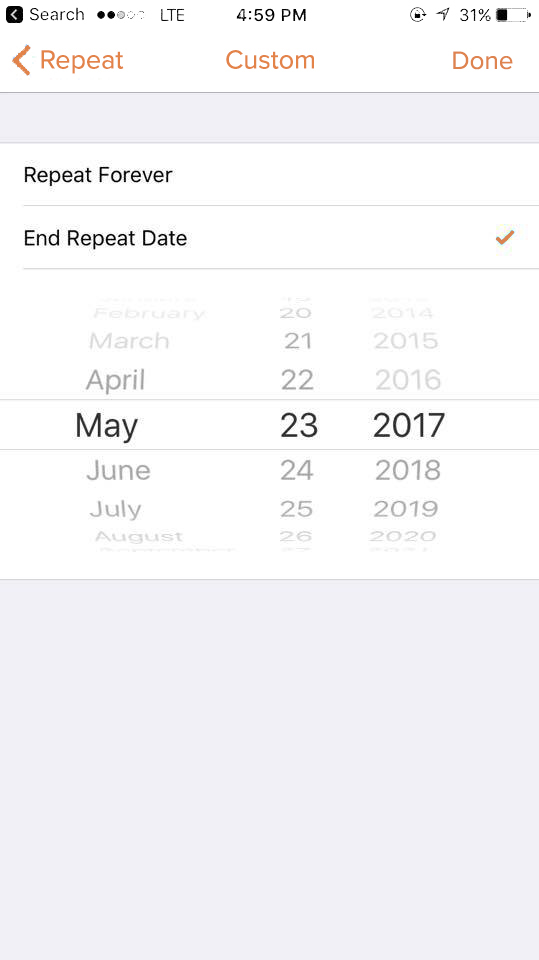 Search LTE 4:59 PM 31%
Repeat Custom Done
Repeat Forever
End Repeat Date
February 20 2014
March 21 2015
April 22 2016
May 23 2017
June 24 2018
July 25 2019
August 26 2020